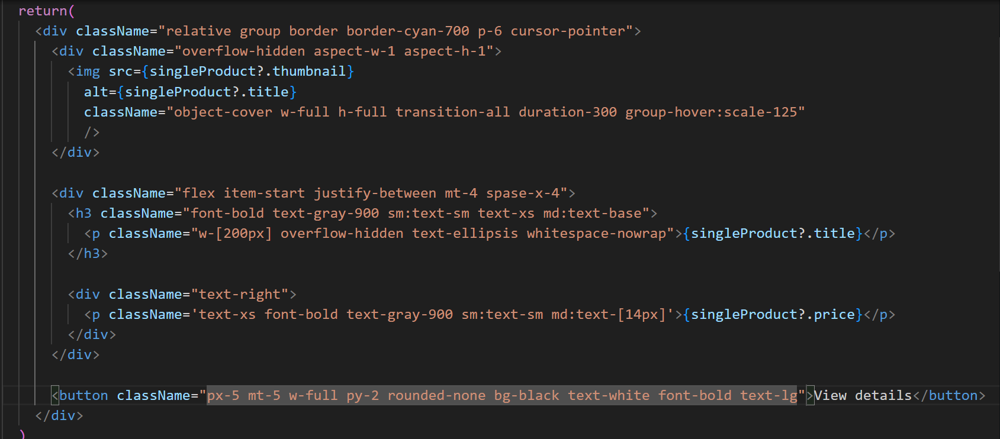 return(
<div className="relative group border border-cyan-700 p-6 cursor-pointer">
<div className="overflow-hidden aspect-w-1 aspect-h-1">
<img src={singleProduct?.thumbnail}
alt={singleProduct?.title}
className="object-cover w-full h-full transition-all duration-300 group-hover:scale-125"
/>
</div>
<div className="flex item-start justify-between mt-4 spase-x-4">
<h3 className="font-bold text-gray-900 sm:text-sm text-xs md:text-base">
<p className="w-[200px] overflow-hidden text-ellipsis whitespace-nowrap">{singleProduct?.title}</p>
</h3>
<div className="text-right">
<p className='text-xs font-bold text-gray-900 sm:text-sm md:text-[14px]'>{singleProduct?.price}</p>
</div>
</div>
<button className="px-5 mt-5 w-full py-2 rounded-none bg-black text-white font-bold text-lg">View details</button>
</div>
)